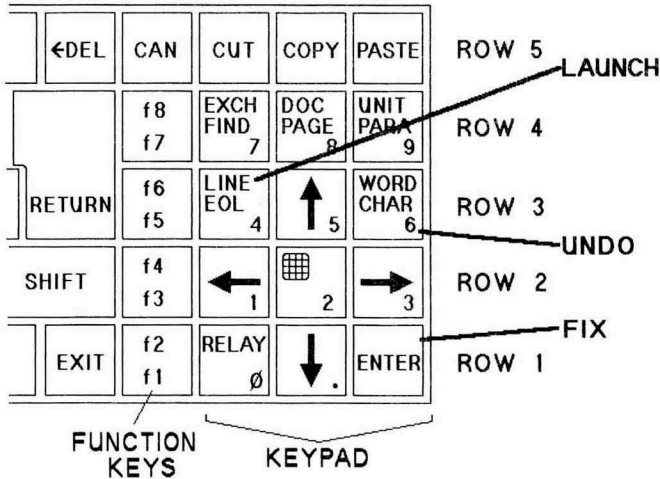 ←DEL CAN CUT COPY PASTE ROW 5
LAUNCH
f8 EXCH DOC UNIT
f7 FIND PAGE PARA ROW 4
7 8 9
f6 LINE WORD
RETURN EOL CHAR ROW 3
f5 4 5 6
UNDO
f4
SHIFT ROW 2
f3 1 2 3
FIX
f2 RELAY
EXIT ENTER ROW 1
f1 Ø .
FUNCTION
KEYS
KEYPAD